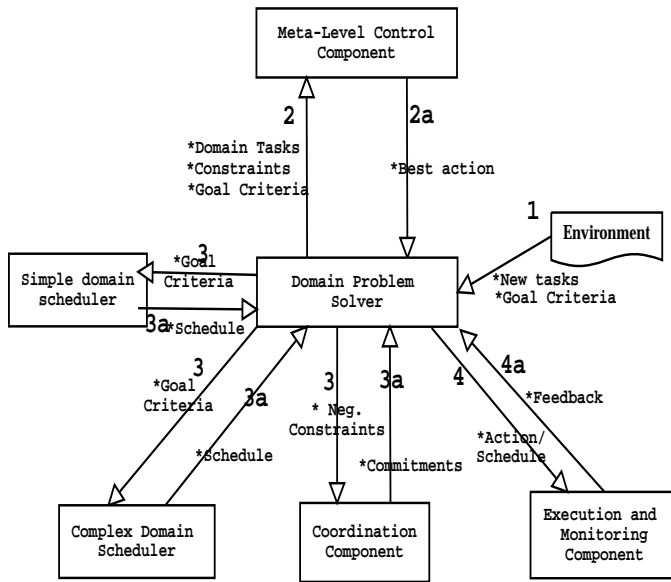 Meta-Level Control
Component
2
2a
*Domain Tasks
*Constraints
*Goal Criteria
*Best action
1
Environment
*New tasks
*Goal Criteria
3
*Goal
Criteria
Simple domain
scheduler
3a
*Schedule
Domain Problem
Solver
3
*Goal
Criteria
3a
*Schedule
3
* Neg.
Constraints
3a
*Commitments
4
*Action/
Schedule
4a
*Feedback
Complex Domain
Scheduler
Coordination
Component
Execution and
Monitoring
Component